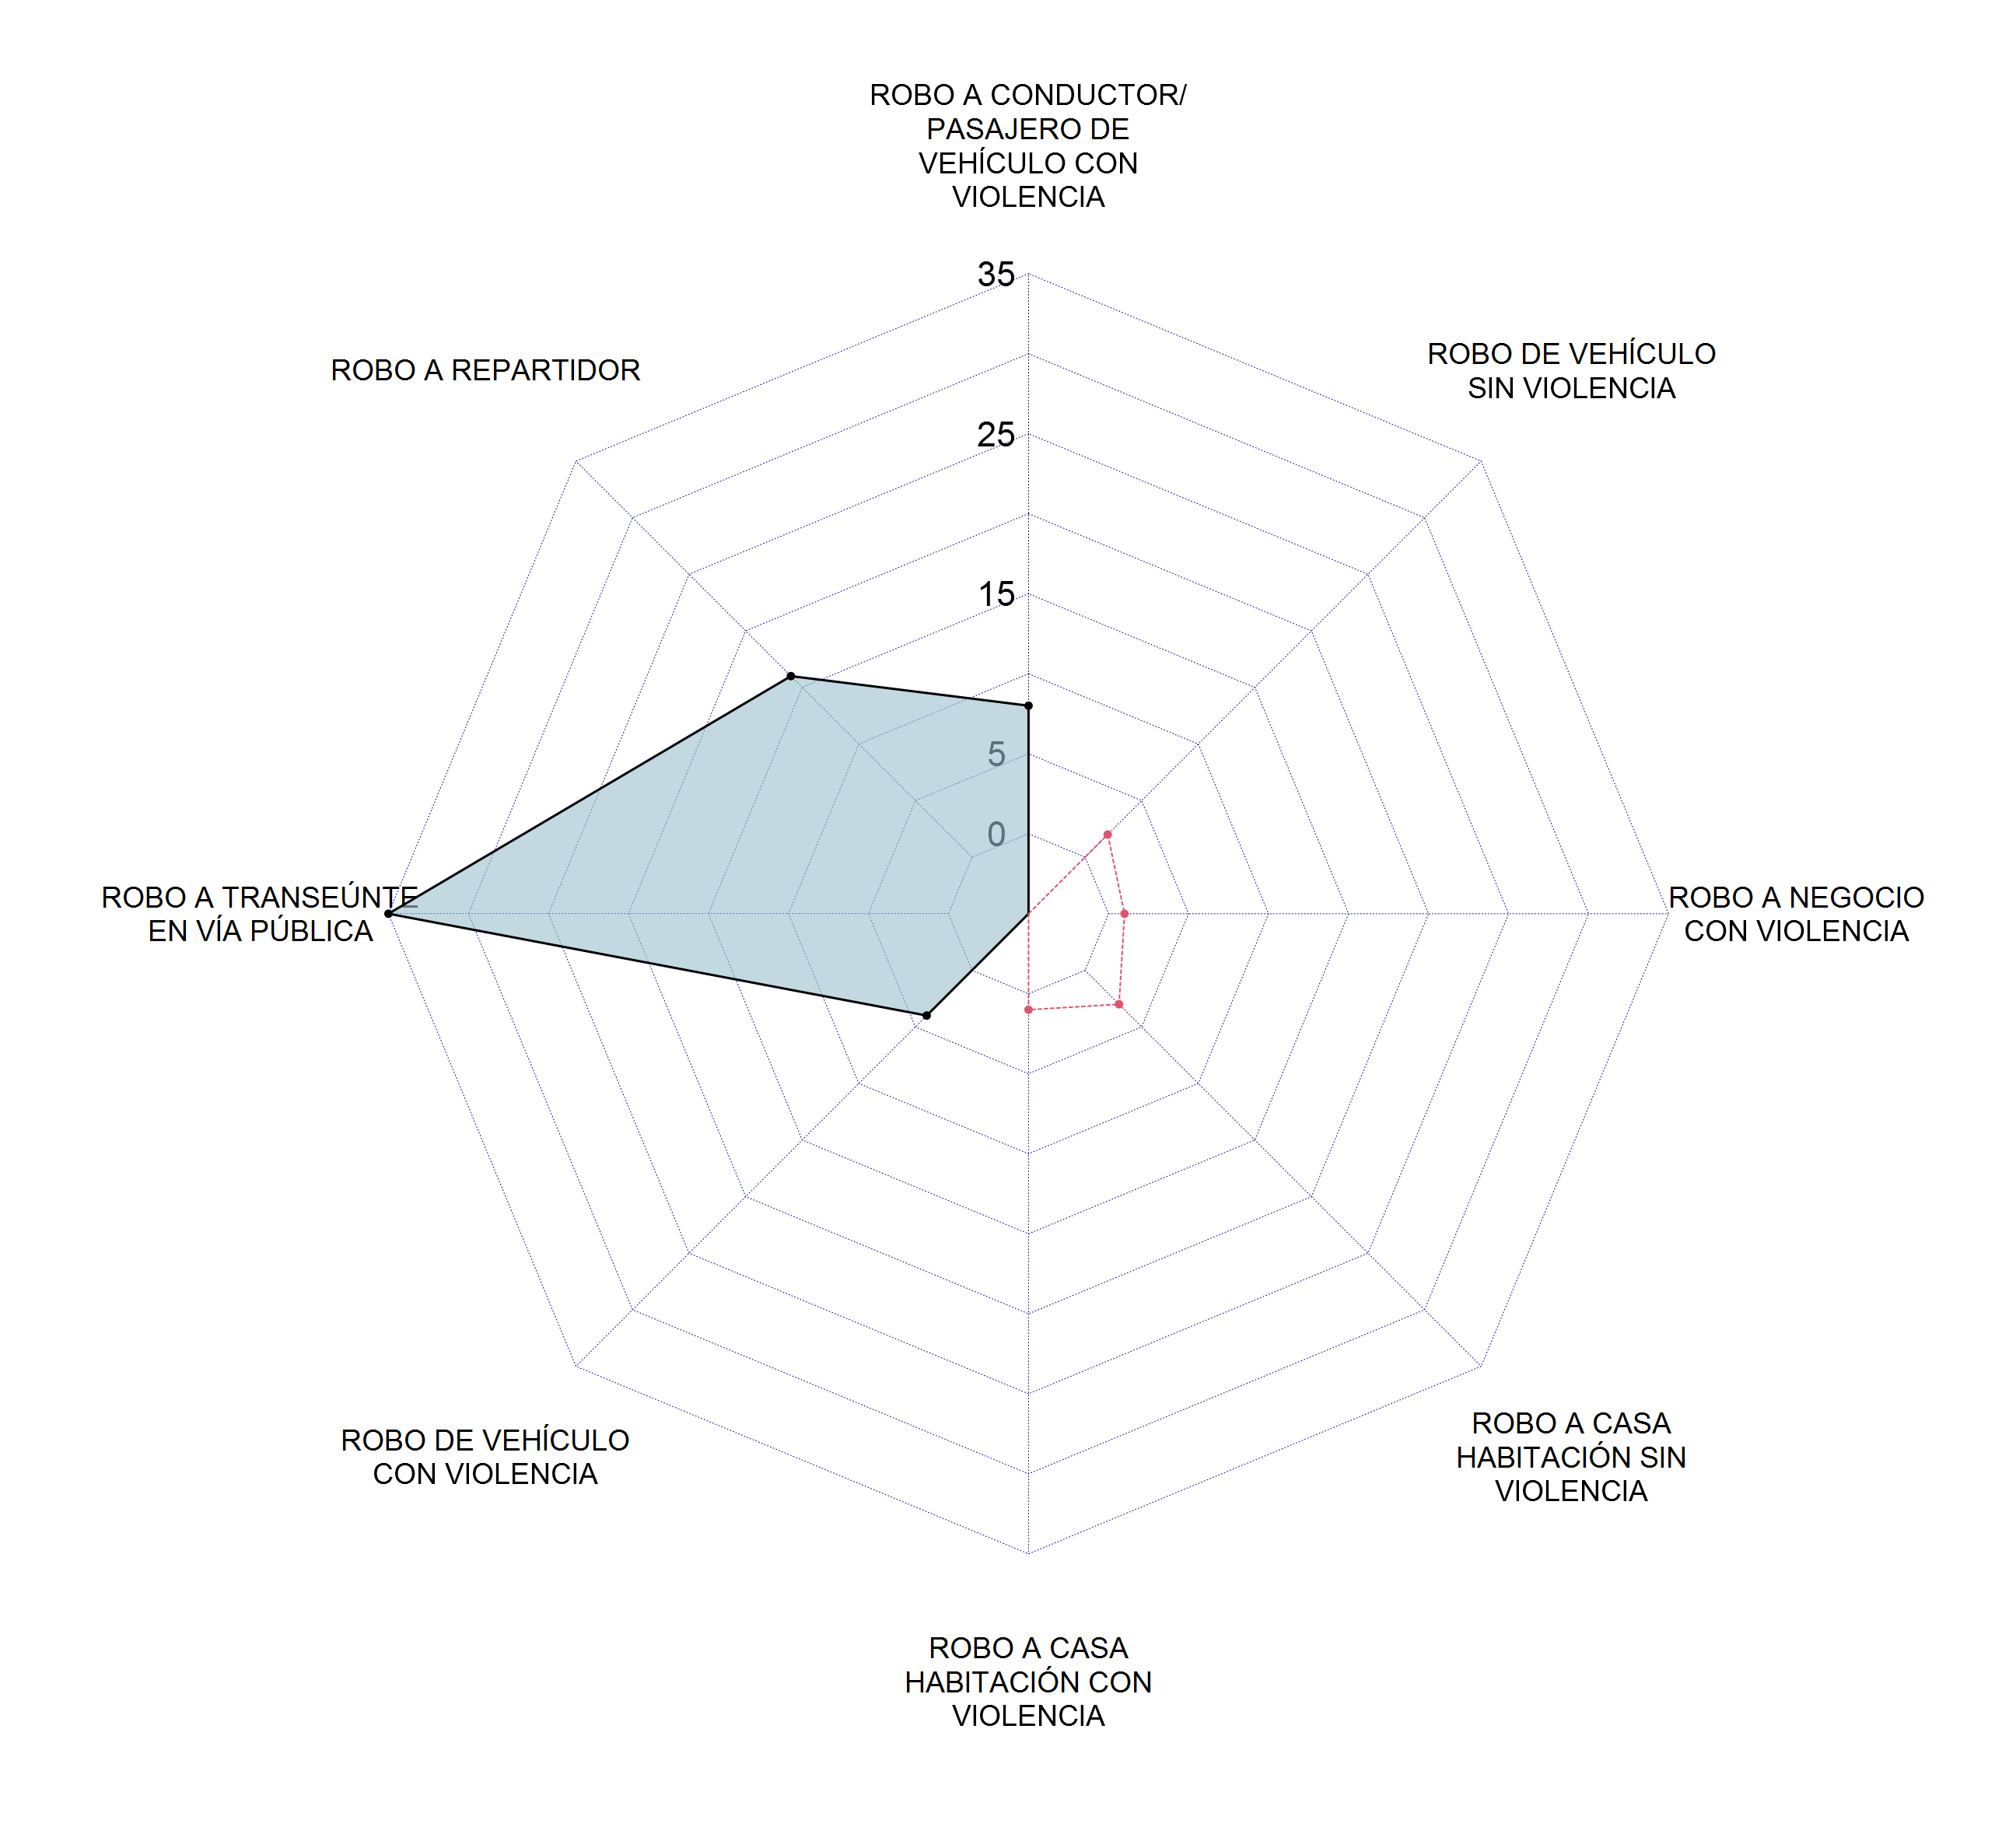 ROBO A CONDUCTOR/
PASAJERO DE
VEHÍCULO CON
VIOLENCIA
35
ROBO DE VEHÍCULO
SIN VIOLENCIA
ROBO A REPARTIDOR
25
15
5
0
ROBO A TRANSEÚNTE
EN VÍA PÚBLICA
ROBO A NEGOCIO
CON VIOLENCIA
ROBO DE VEHÍCULO
CON VIOLENCIA
ROBO A CASA
HABITACIÓN SIN
VIOLENCIA
ROBO A CASA
HABITACIÓN CON
VIOLENCIA